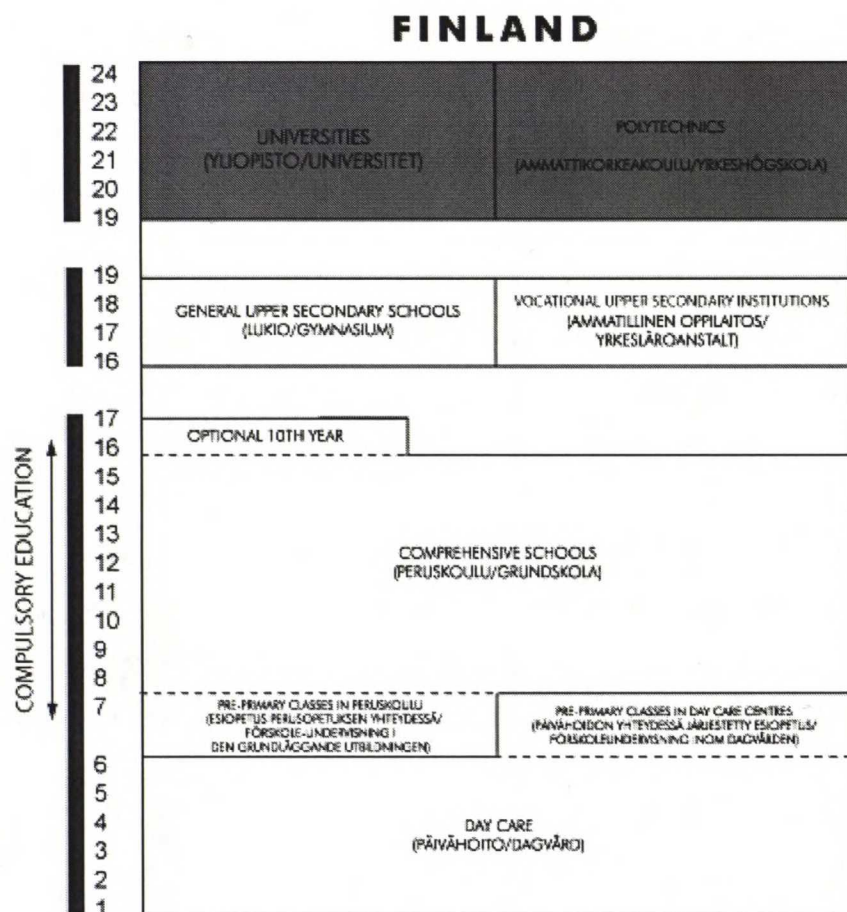 FINLAND
24
23
22
21
20
19
UNIVERSITIES
(YLIOPISTO/UNIVERSITET)
POLYTECHNICS
(AMMATTIKORKEAKOULU/YRKESHÖGSKOLA)
19
18
17
16
GENERAL UPPER SECONDARY SCHOOLS
(LUKIO/GYMNASIUM)
VOCATIONAL UPPER SECONDARY INSTITUTIONS
(AMMATILLINEN OPPILAITOS/
YRKESLÄROANSTALT)
COMPULSORY EDUCATION
17
16
15
14
13
12
11
10
9
8
7
6
5
4
3
2
1
OPTIONAL 10TH YEAR
COMPREHENSIVE SCHOOLS
(PERUSKOULU/GRUNDSKOLA)
PRE-PRIMARY CLASSES IN PERUSKOULU
(ESIOPETUS PERUSOPETUKSEN YHTEYDESSÄ/
FÖRSKOLE-UNDERVISNING I
DEN GRUNDLÄGGANDE UTBILDNINGEN)
PRE-PRIMARY CLASSES IN DAY CARE CENTRES
(PÄIVÄHOIDON YHTEYDESSÄ JÄRJESTETTY ESIOPETUS/
FÖRSKOLEUNDERVISNING INOM DAGVÅRDEN)
DAY CARE
(PÄIVÄHOITO/DAGVÅRD)